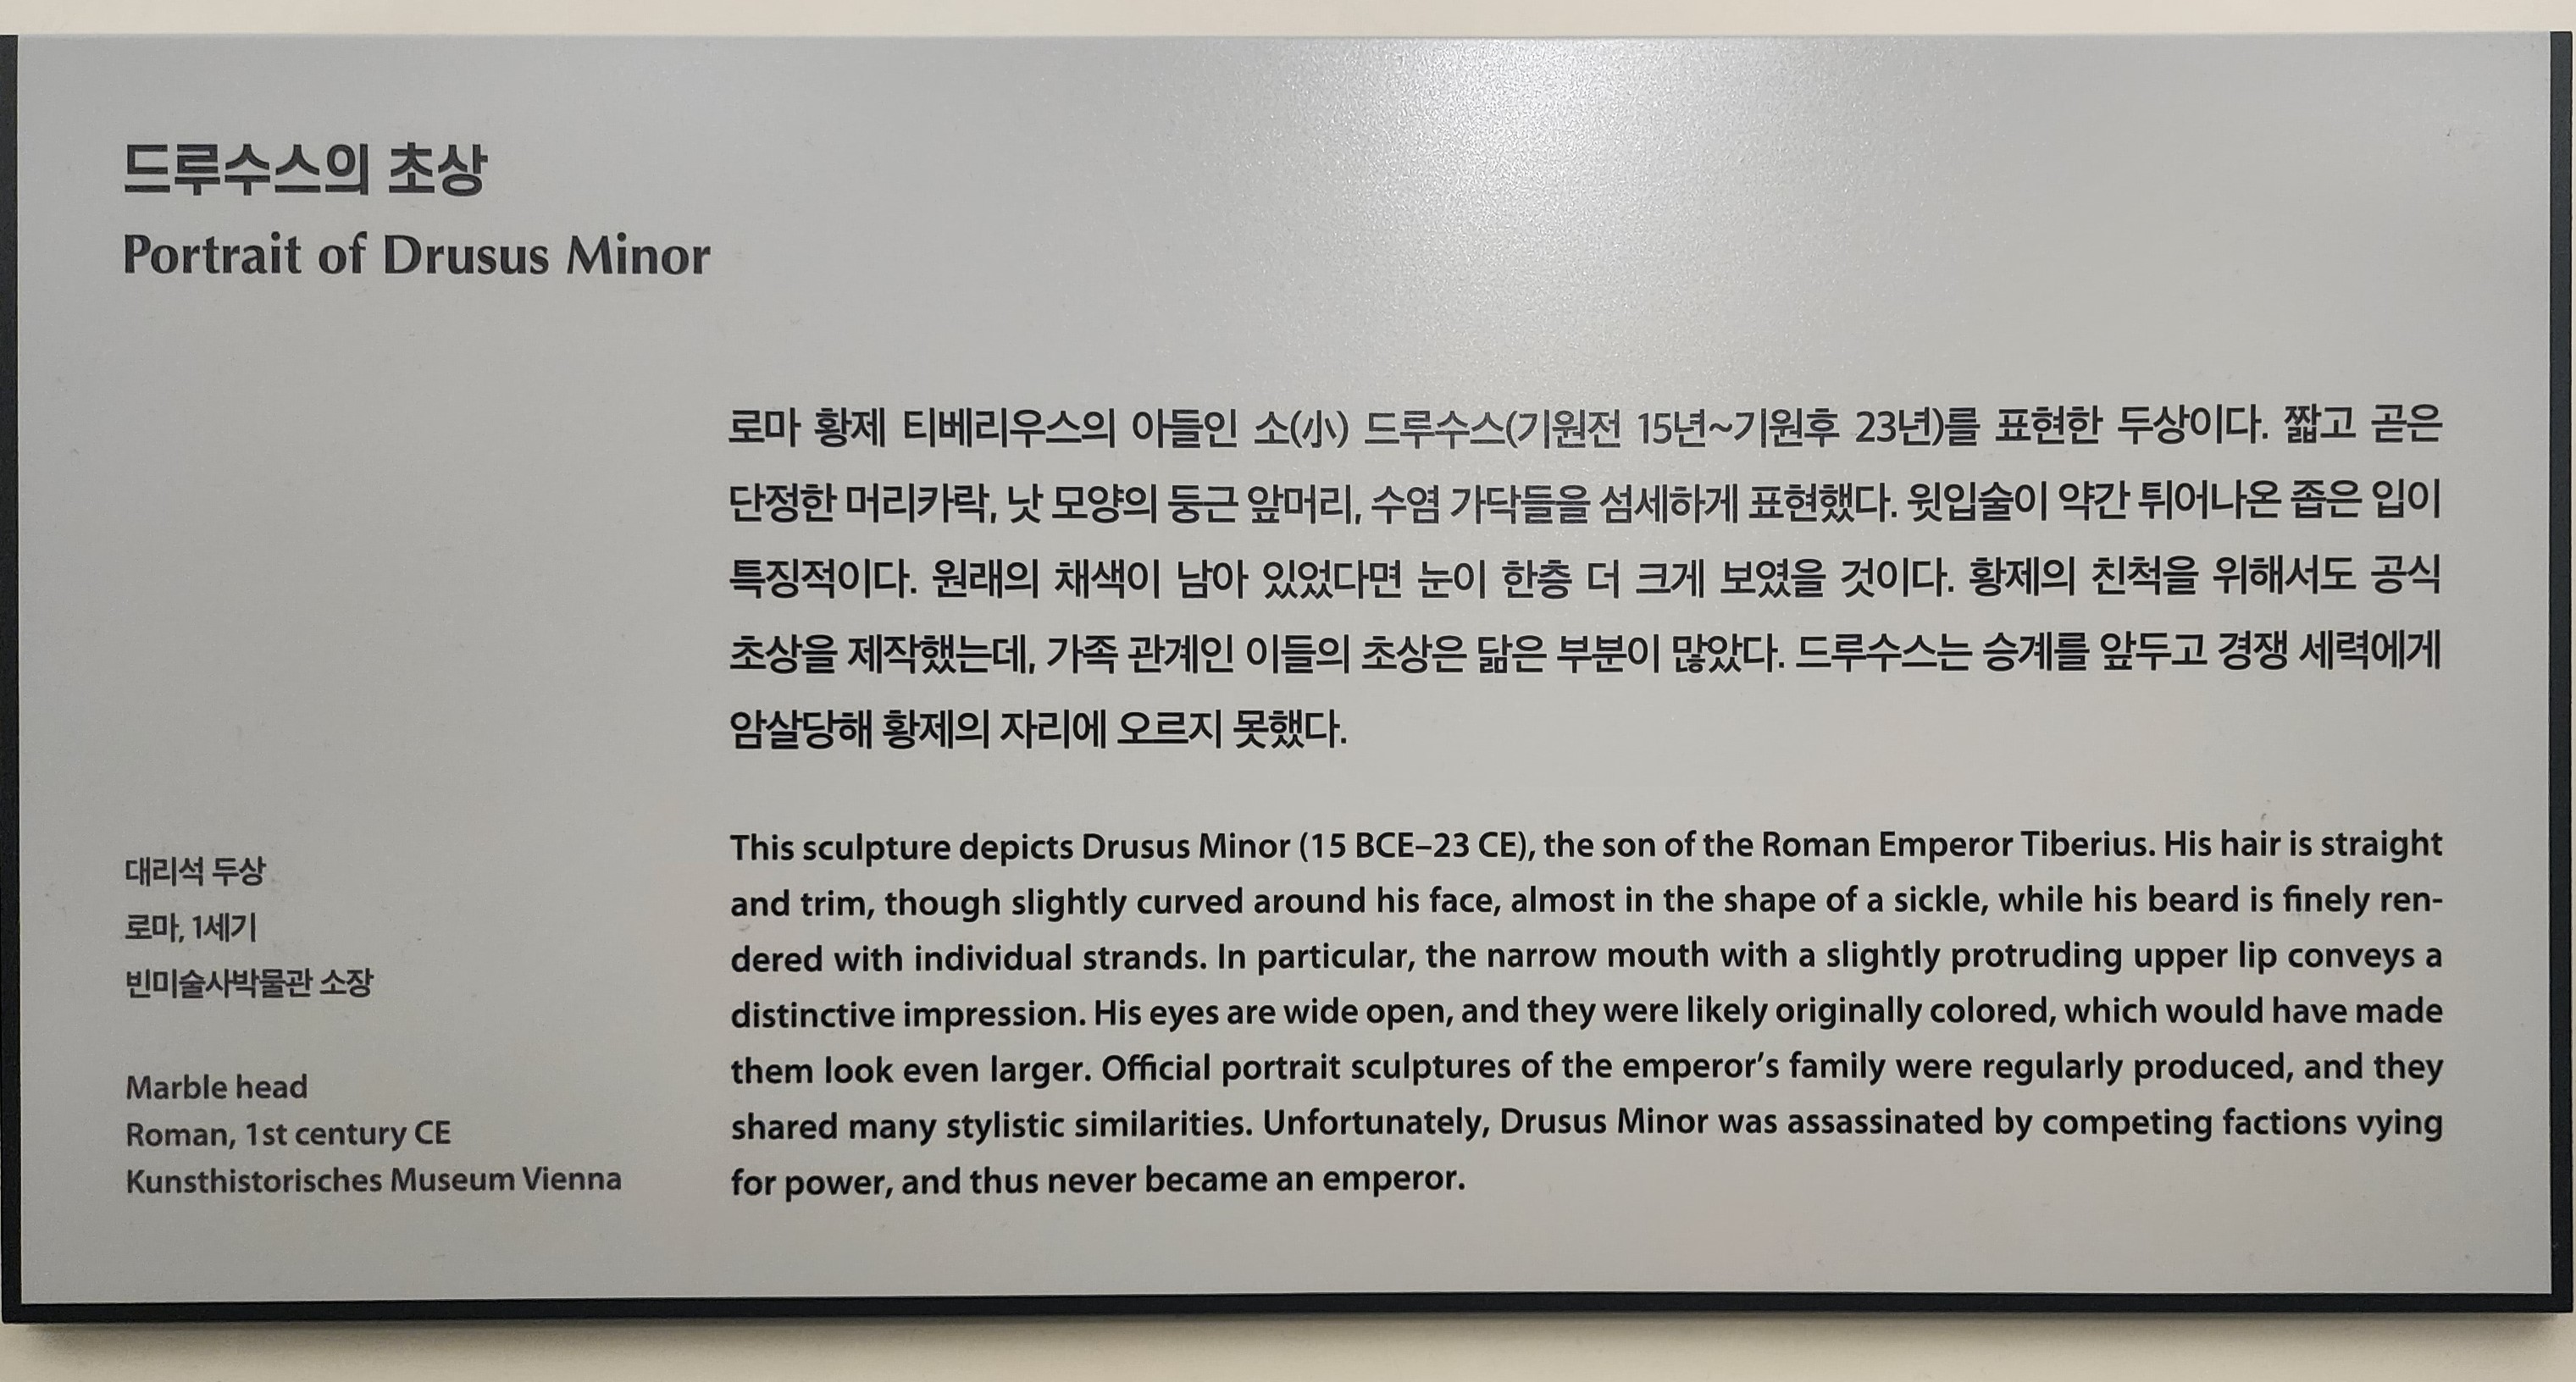 드루수스의 초상
Portrait of Drusus Minor
로마 황제 티베리우스의 아들인 소(小) 드루수스(기원전 15년~기원후 23년)를 표현한 두상이다. 짧고 곧은
단정한 머리카락, 낫 모양의 둥근 앞머리, 수염 가닥들을 섬세하게 표현했다. 윗입술이 약간 튀어나온 좁은 입이
특징적이다. 원래의 채색이 남아 있었다면 눈이 한층 더 크게 보였을 것이다. 황제의 친척을 위해서도 공식
초상을 제작했는데, 가족 관계인 이들의 초상은 닮은 부분이 많았다. 드루수스는 승계를 앞두고 경쟁 세력에게
암살당해 황제의 자리에 오르지 못했다.
This sculpture depicts Drusus Minor (15 BCE–23 CE), the son of the Roman Emperor Tiberius. His hair is straight
and trim, though slightly curved around his face, almost in the shape of a sickle, while his beard is finely ren-
dered with individual strands. In particular, the narrow mouth with a slightly protruding upper lip conveys a
distinctive impression. His eyes are wide open, and they were likely originally colored, which would have made
them look even larger. Official portrait sculptures of the emperor’s family were regularly produced, and they
shared many stylistic similarities. Unfortunately, Drusus Minor was assassinated by competing factions vying
for power, and thus never became an emperor.
대리석 두상
로마, 1세기
빈미술사박물관 소장
Marble head
Roman, 1st century CE
Kunsthistorisches Museum Vienna